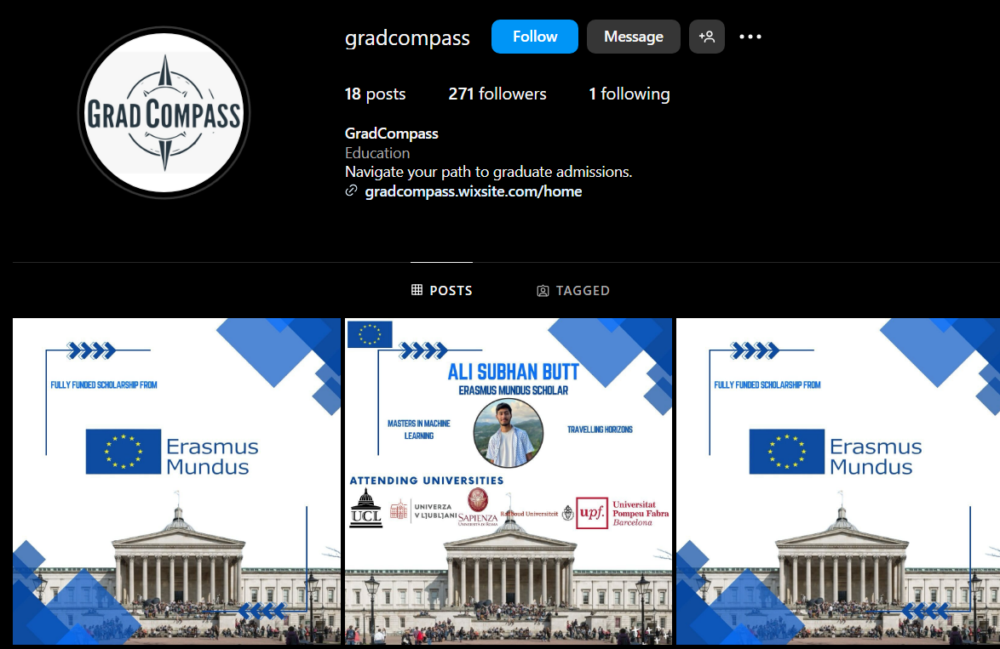 gradcompass
Follow
Message
18 posts
271 followers
1 following
GRAD COMPASS
GradCompass
Education
Navigate your path to graduate admissions.
gradcompass.wixsite.com/home
POSTS
TAGGED
FULLY FUNDED SCHOLARSHIP FROM
Erasmus
Mundus
ALI SUBHAN BUTT
ERASMUS MUNDUS SCHOLAR
MASTERS IN MACHINE
LEARNING
TRAVELLING HORIZONS
ATTENDING UNIVERSITIES
UCL
UNIVERZA
V LJUBLJANI
SAPIENZA
UNIVERSITÀ DI ROMA
Radboud Universiteit
upf.
Universitat
Pompeu Fabra
Barcelona
FULLY FUNDED SCHOLARSHIP FROM
Erasmus
Mundus